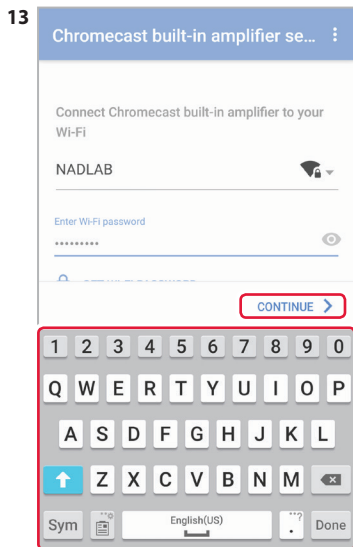 13
Chromecast built-in amplifier se...
Connect Chromecast built-in amplifier to your
Wi-Fi
NADLAB
Enter Wi-Fi password
.........
CONTINUE >
1 2 3 4 5 6 7 8 9 0
Q W E R T Y U I O P
A S D F G H J K L
Z X C V B N M
Sym English(US) . Done